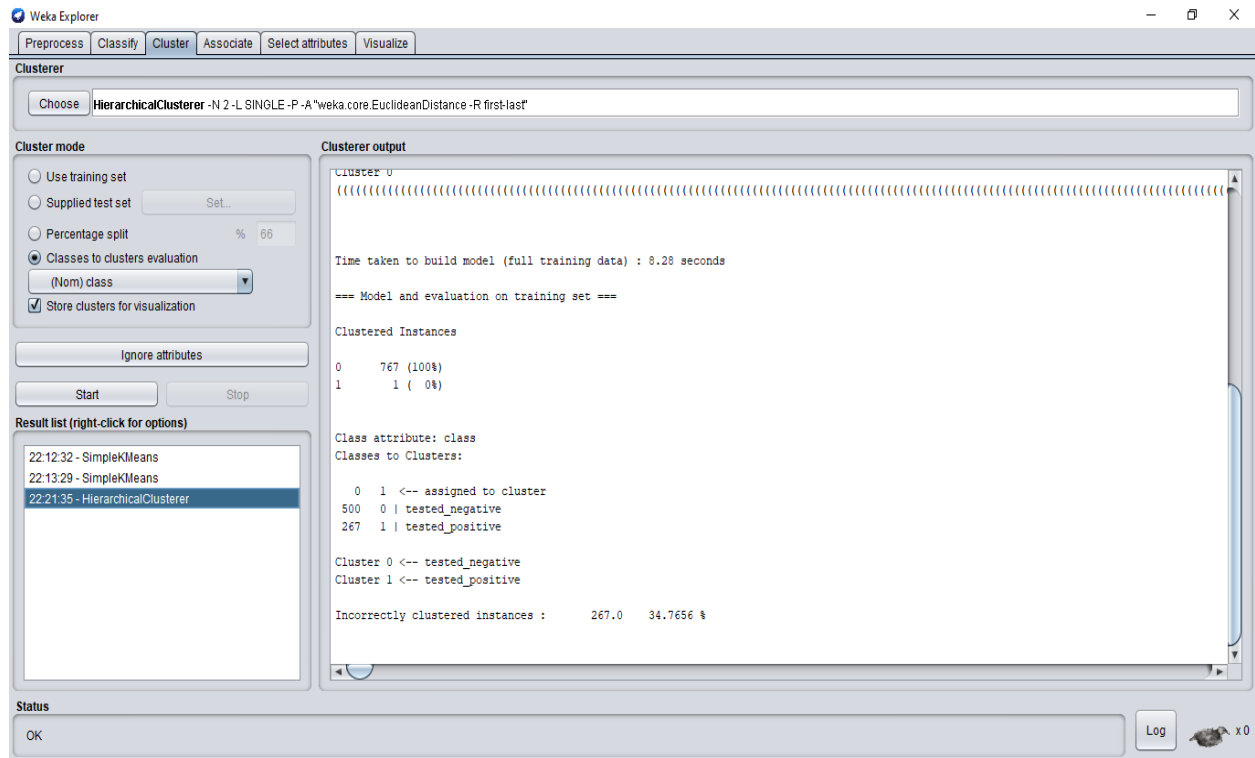 Weka Explorer
Preprocess Classify Cluster Associate Select attributes Visualize
Clusterer
Choose HierarchicalClusterer -N 2 -L SINGLE -P -A "weka.core.EuclideanDistance -R first-last"
Cluster mode
Use training set
Supplied test set Set...
Percentage split % 66
Classes to clusters evaluation
(Nom) class
Store clusters for visualization
Ignore attributes
Start Stop
Result list (right-click for options)
22:12:32 - SimpleKMeans
22:13:29 - SimpleKMeans
22:21:35 - HierarchicalClusterer
Clusterer output
Cluster 0
Time taken to build model (full training data) : 8.28 seconds
=== Model and evaluation on training set ===
Clustered Instances
0 767 (100%)
1 1 ( 0%)
Class attribute: class
Classes to Clusters:
0 1 <-- assigned to cluster
500 0 | tested_negative
267 1 | tested_positive
Cluster 0 <-- tested_negative
Cluster 1 <-- tested_positive
Incorrectly clustered instances : 267.0 34.7656 %
Status
OK
Log x 0